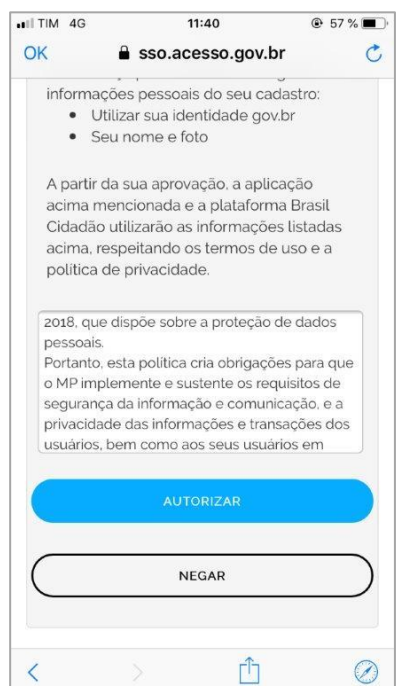 TIM 4G 11:40 57 %
OK sso.acesso.gov.br
informações pessoais do seu cadastro:
• Utilizar sua identidade gov.br
• Seu nome e foto
A partir da sua aprovação, a aplicação
acima mencionada e a plataforma Brasil
Cidadão utilizarão as informações listadas
acima, respeitando os termos de uso e a
política de privacidade.
2018, que dispõe sobre a proteção de dados
pessoais.
Portanto, esta política cria obrigações para que
o MP implemente e sustente os requisitos de
segurança da informação e comunicação, e a
privacidade das informações e transações dos
usuários, bem como aos seus usuários em
AUTORIZAR
NEGAR